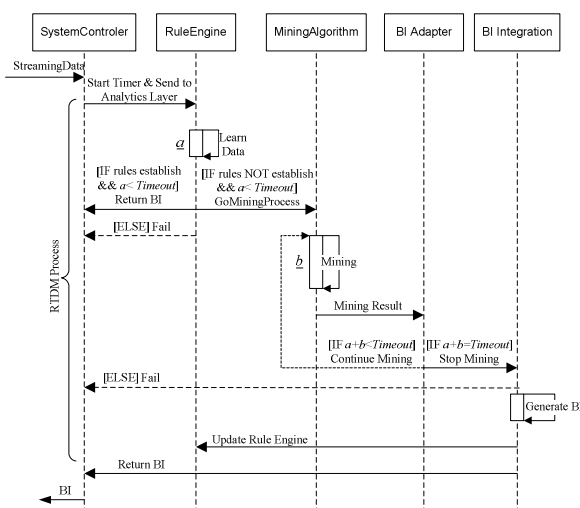 SystemControler
RuleEngine
MiningAlgorithm
BI Adapter
BI Integration
StreamingData
Start Timer & Send to
Analytics Layer
a
Learn
Data
[IF rules establish
&& a< Timeout]
Return BI
[IF rules NOT establish
&& a< Timeout]
GoMiningProcess
[ELSE] Fail
RTDM Process
b
Mining
Mining Result
[IF a+b<Timeout]
Continue Mining
[IF a+b=Timeout]
Stop Mining
[ELSE] Fail
Generate BI
Update Rule Engine
Return BI
BI